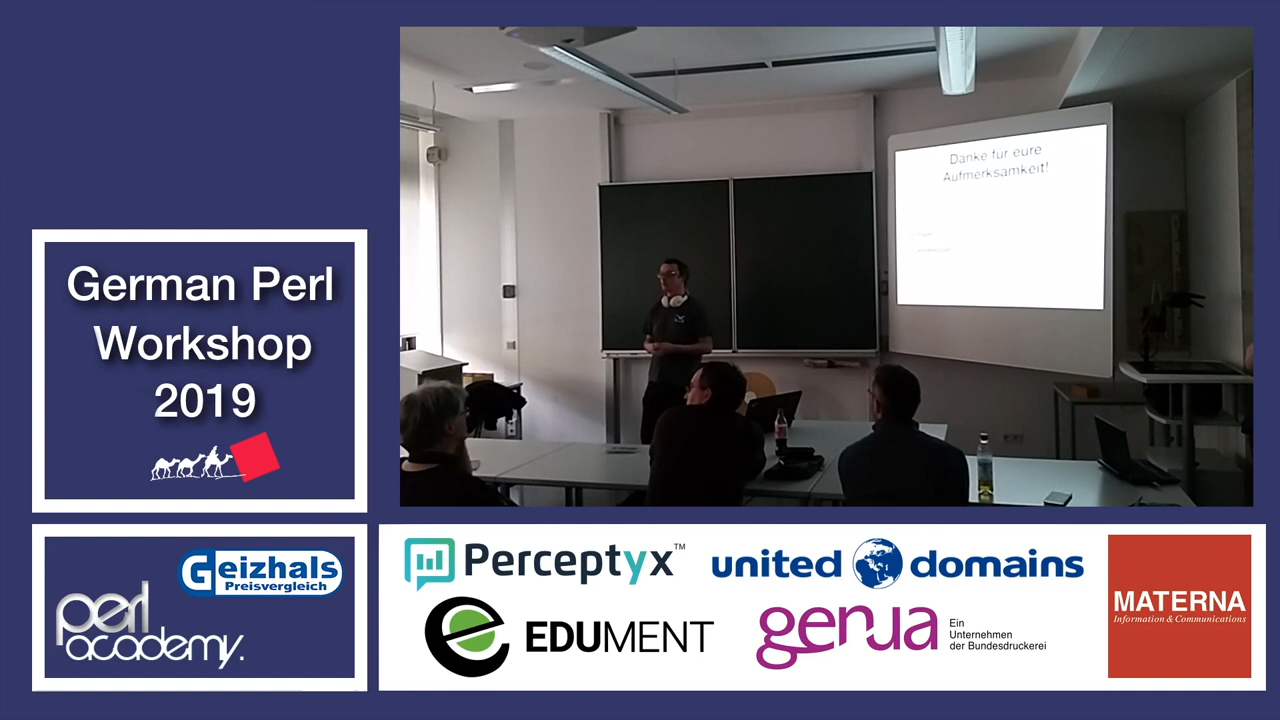 Danke für eure
Aufmerksamkeit!
German Perl
Workshop
2019
Geizhals
Preisvergleich
perl
academy.
Perceptyx™
united domains
EDUMENT
genua
Ein
Unternehmen
der Bundesdruckerei
MATERNA
Information & Communications